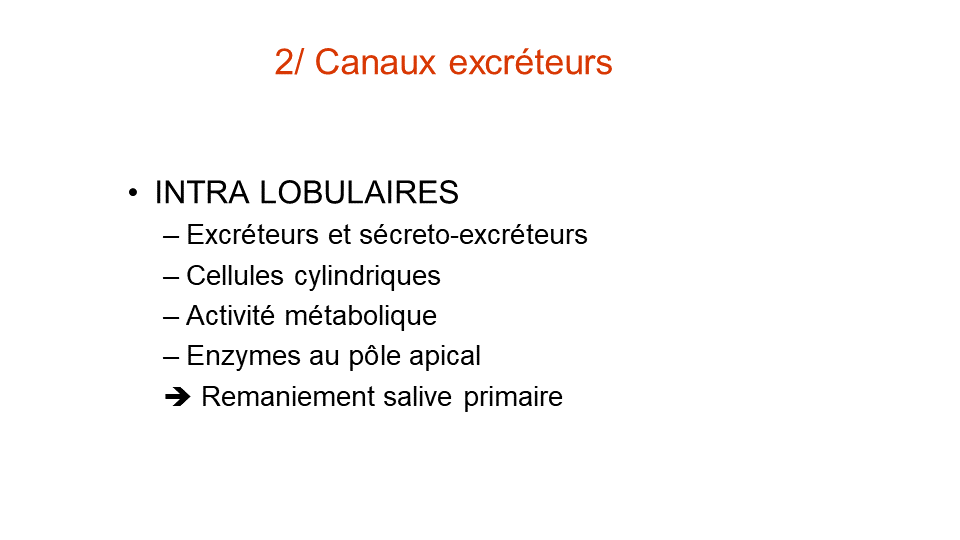 2/ Canaux excréteurs
• INTRA LOBULAIRES
– Excréteurs et sécreto-excréteurs
– Cellules cylindriques
– Activité métabolique
– Enzymes au pôle apical
➔ Remaniement salive primaire